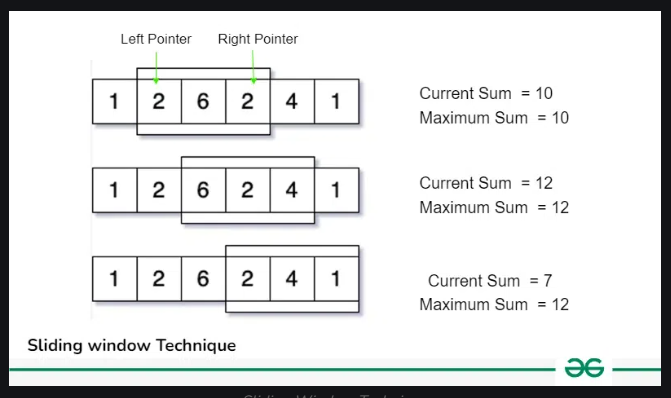 Left Pointer Right Pointer
1 2 6 2 4 1
Current Sum = 10
Maximum Sum = 10
1 2 6 2 4 1
Current Sum = 12
Maximum Sum = 12
1 2 6 2 4 1
Current Sum = 7
Maximum Sum = 12
Sliding window Technique